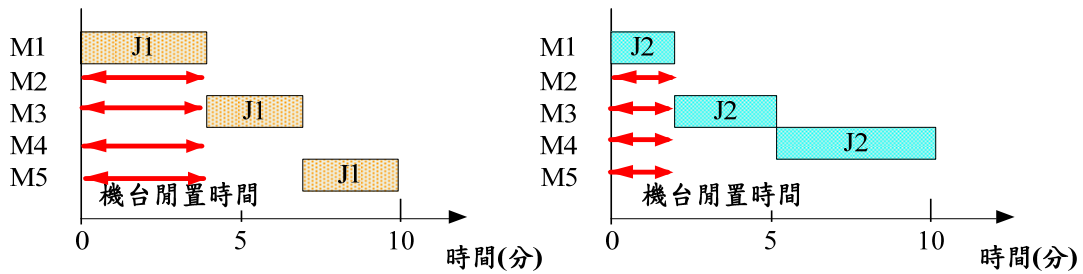 M1 J1
M2
M3 J1
M4
M5 J1
機台閒置時間
0 5 10
時間(分)
M1 J2
M2
M3 J2
M4 J2
M5
機台閒置時間
0 5 10
時間(分)